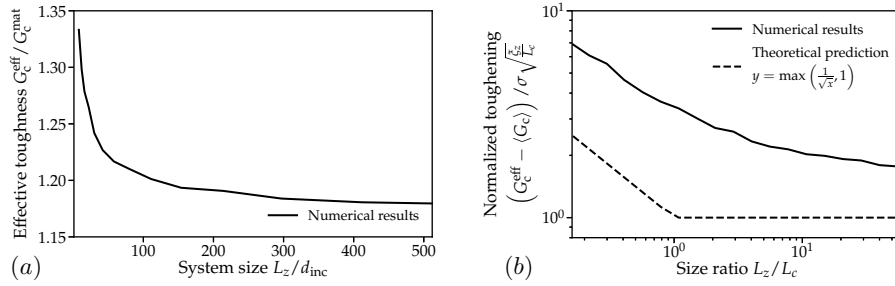 Effective toughness G_c^eff/G_c^mat
1.35
1.30
1.25
1.20
1.15
100
200
300
400
500
System size L_z/d_inc
Numerical results
(a)
Normalized toughening
(G_c^eff − ⟨G_c⟩) / σ√(ξ_z/L_c)
10^1
10^0
10^0
10^1
Size ratio L_z/L_c
Numerical results
Theoretical prediction
y = max (1/√x, 1)
(b)